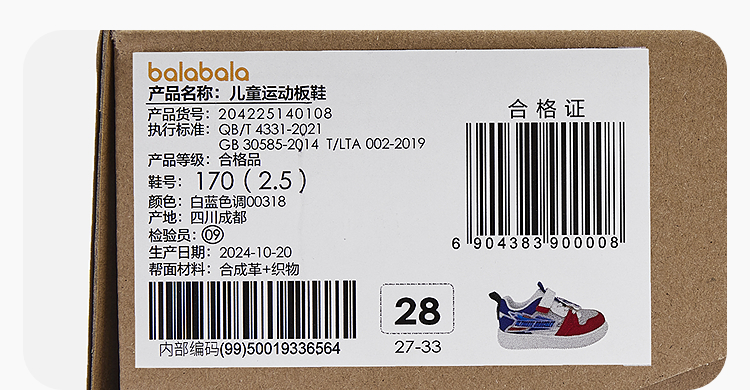 balabala
产品名称：儿童运动板鞋
产品货号：204225140108
执行标准：QB/T 4331-2021
GB 30585-2014 T/LTA 002-2019
产品等级：合格品
鞋号：170（2.5）
颜色：白蓝色调00318
产地：四川成都
检验员：09
生产日期：2024-10-20
帮面材料：合成革+织物
内部编码(99)50019336564
合格证
6 904383 900008
28
27-33